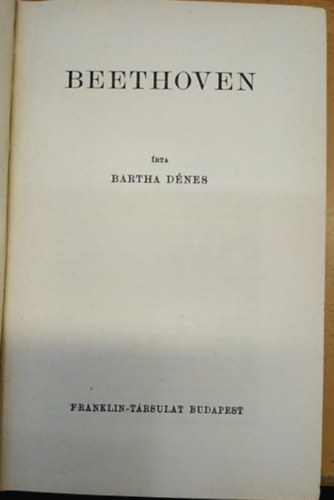 BEETHOVEN
ÍRTA
BARTHA DÉNES
FRANKLIN-TÁRSULAT BUDAPEST